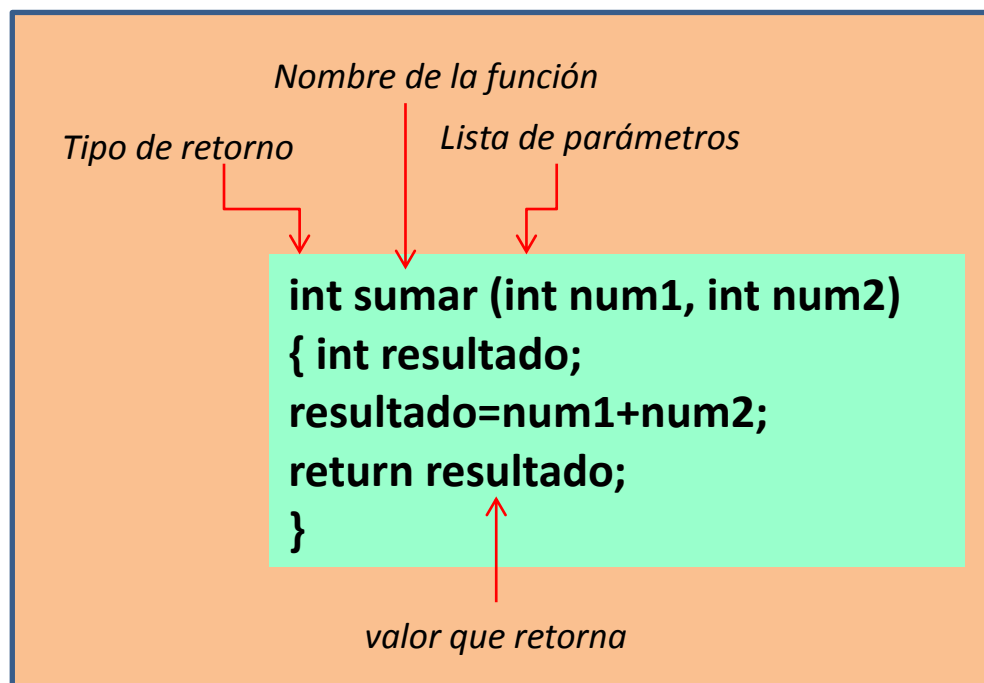 Nombre de la función
Tipo de retorno
Lista de parámetros
int sumar (int num1, int num2)
{ int resultado;
resultado=num1+num2;
return resultado;
}
valor que retorna